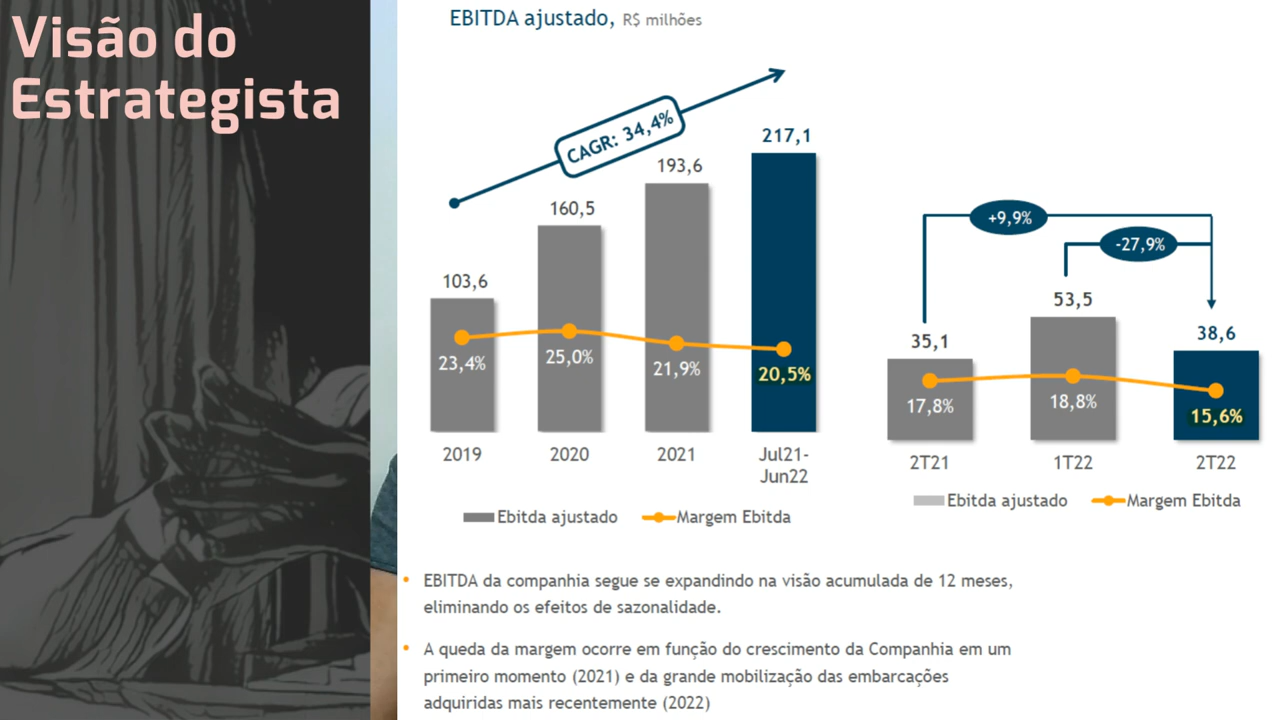 Visão do
Estrategista
EBITDA ajustado, R$ milhões
CAGR: 34,4%
103,6
160,5
193,6
217,1
23,4%
25,0%
21,9%
20,5%
2019
2020
2021
Jul21-
Jun22
Ebitda ajustado
Margem Ebitda
+9,9%
-27,9%
35,1
53,5
38,6
17,8%
18,8%
15,6%
2T21
1T22
2T22
Ebitda ajustado
Margem Ebitda
• EBITDA da companhia segue se expandindo na visão acumulada de 12 meses,
eliminando os efeitos de sazonalidade.
• A queda da margem ocorre em função do crescimento da Companhia em um
primeiro momento (2021) e da grande mobilização das embarcações
adquiridas mais recentemente (2022)